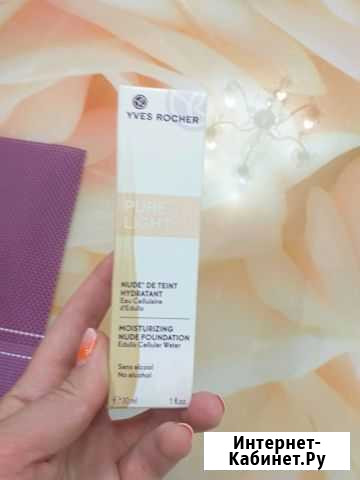 YVES ROCHER
PURE
LIGHT
NUDE* DE TEINT
HYDRATANT
Eau Cellulaire
d'Edulis
MOISTURIZING
NUDE FOUNDATION
Edulis Cellular Water
Sans alcool
No alcohol
30ml
1 fl.oz.
Интернет-
Кабинет.Ру